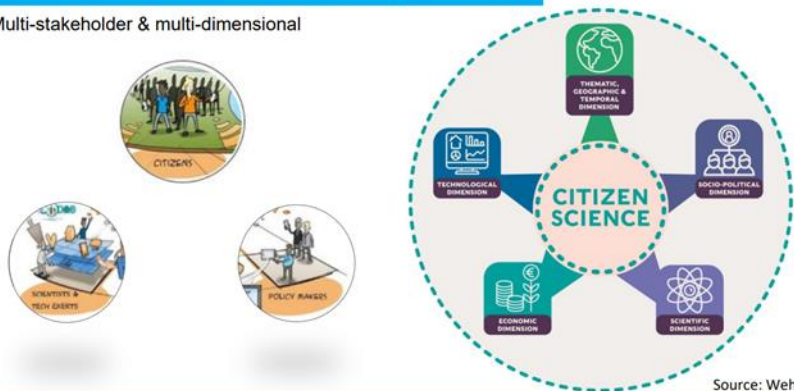 Multi-stakeholder & multi-dimensional
CITIZENS
SCIENTISTS &
TECH EXPERTS
POLICY MAKERS
THEMATIC,
GEOGRAPHIC &
TEMPORAL
DIMENSION
TECHNOLOGICAL
DIMENSION
SOCIO-POLITICAL
DIMENSION
CITIZEN
SCIENCE
ECONOMIC
DIMENSION
SCIENTIFIC
DIMENSION
Source: Weh